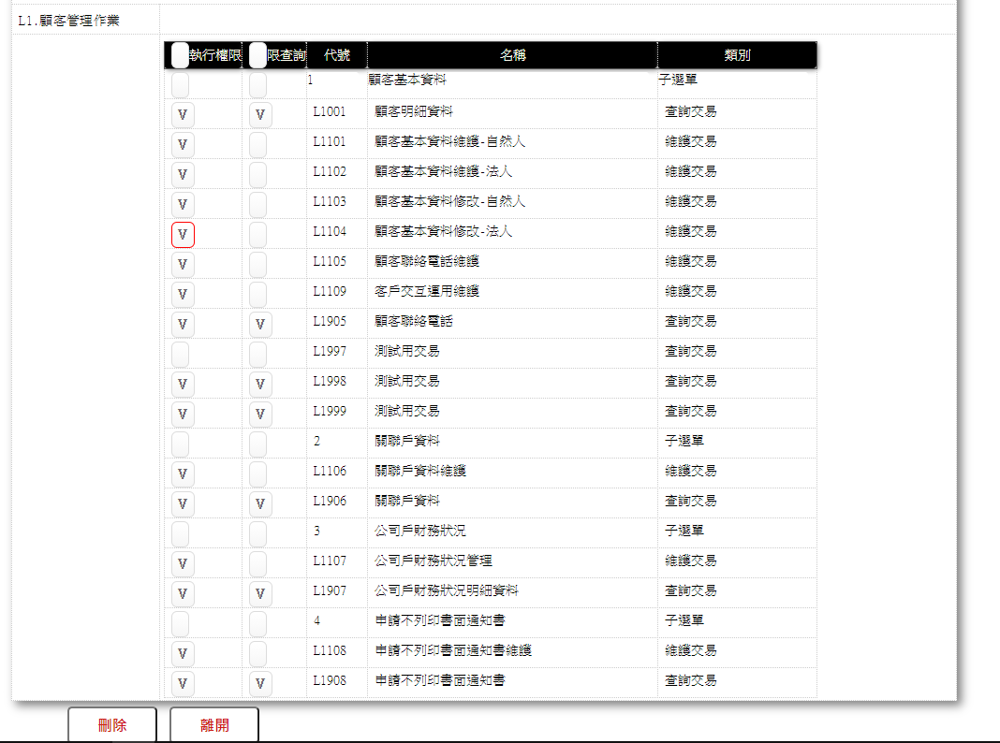 L1.顧客管理作業
執行權限 限查詢 代號 名稱 類別
1 顧客基本資料 子選單
V V L1001 顧客明細資料 查詢交易
V L1101 顧客基本資料維護-自然人 維護交易
V L1102 顧客基本資料維護-法人 維護交易
V L1103 顧客基本資料修改-自然人 維護交易
V L1104 顧客基本資料修改-法人 維護交易
V L1105 顧客聯絡電話維護 維護交易
V L1109 客戶交互運用維護 維護交易
V V L1905 顧客聯絡電話 查詢交易
L1997 測試用交易 查詢交易
V V L1998 測試用交易 查詢交易
V V L1999 測試用交易 查詢交易
2 關聯戶資料 子選單
V L1106 關聯戶資料維護 維護交易
V V L1906 關聯戶資料 查詢交易
3 公司戶財務狀況 子選單
V L1107 公司戶財務狀況管理 維護交易
V V L1907 公司戶財務狀況明細資料 查詢交易
4 申請不列印書面通知書 子選單
V L1108 申請不列印書面通知書維護 維護交易
V V L1908 申請不列印書面通知書 查詢交易
刪除 離開